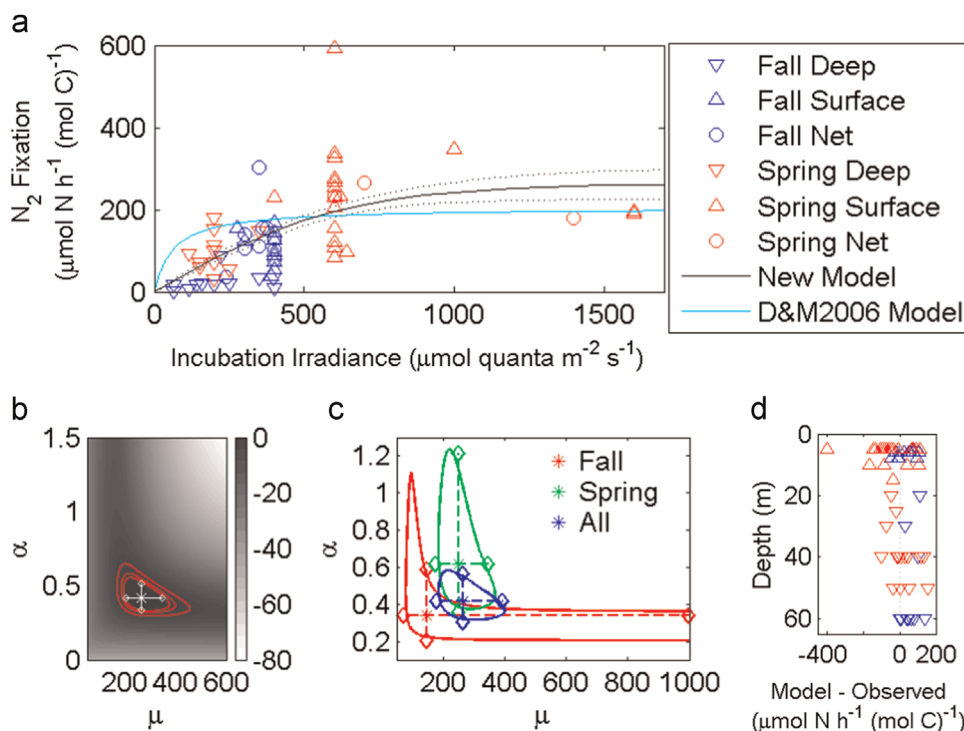 a
N2 Fixation
(μmol N h-1 (mol C)-1)
600
400
200
0
0 500 1000 1500
Incubation Irradiance (μmol quanta m-2 s-1)
Fall Deep
Fall Surface
Fall Net
Spring Deep
Spring Surface
Spring Net
New Model
D&M2006 Model
b
α
1.5
1
0.5
0
200 400 600
μ
0
-20
-40
-60
-80
c
α
1.2
1.0
0.8
0.6
0.4
0.2
200 400 600 800 1000
μ
Fall
Spring
All
d
Depth (m)
0
20
40
60
-400 0 200
Model - Observed
(μmol N h-1 (mol C)-1)